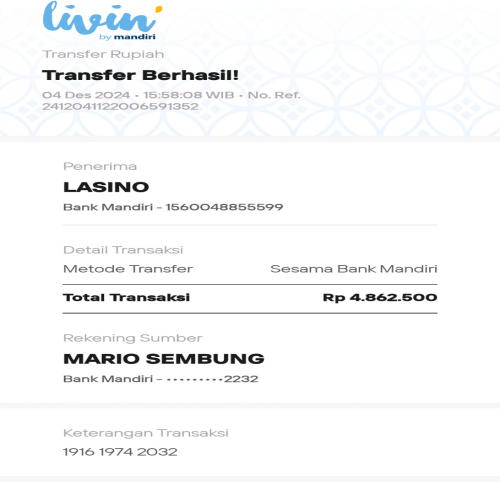 livin'
by mandiri
Transfer Rupiah
Transfer Berhasil!
04 Des 2024 • 15:58:08 WIB • No. Ref.
2412041122006591352
Penerima
LASINO
Bank Mandiri - 1560048855599
Detail Transaksi
Metode Transfer Sesama Bank Mandiri
Total Transaksi Rp 4.862.500
Rekening Sumber
MARIO SEMBUNG
Bank Mandiri - •••••••••2232
Keterangan Transaksi
1916 1974 2032